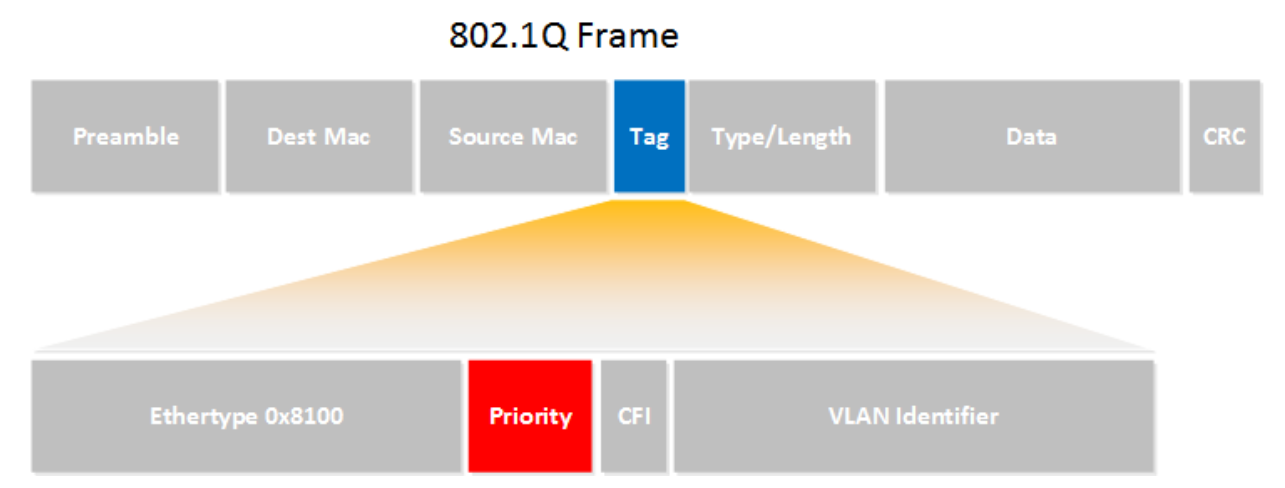 802.1Q Frame
Preamble Dest Mac Source Mac Tag Type/Length Data CRC
Ethertype 0x8100 Priority CFI VLAN Identifier